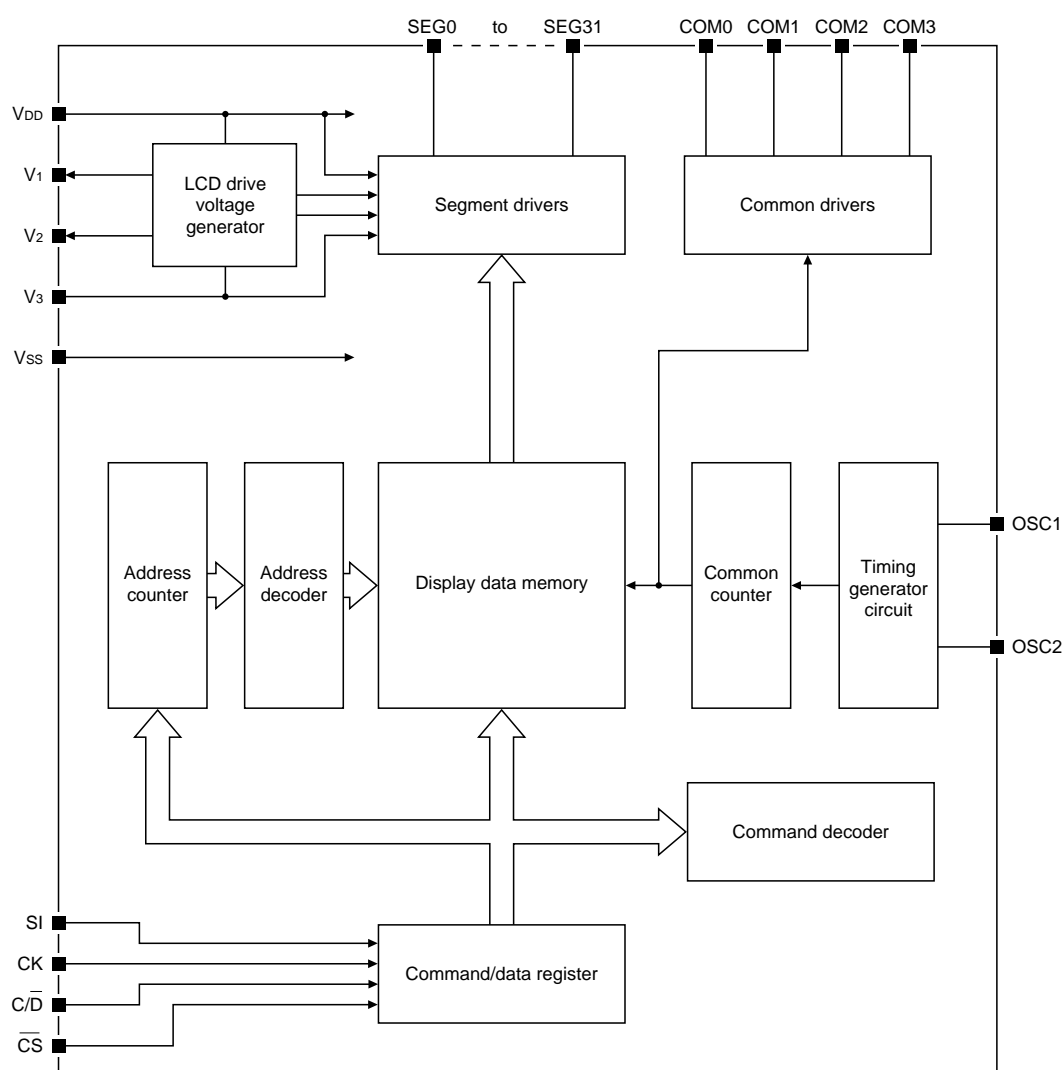 SEG0 to SEG31 COM0 COM1 COM2 COM3
VDD
V1
LCD drive
voltage
generator
Segment drivers
Common drivers
V2
V3
VSS
Address
counter
Address
decoder
Display data memory
Common
counter
Timing
generator
circuit
OSC1
OSC2
Command decoder
SI
CK
C/D̅
C̅S̅
Command/data register